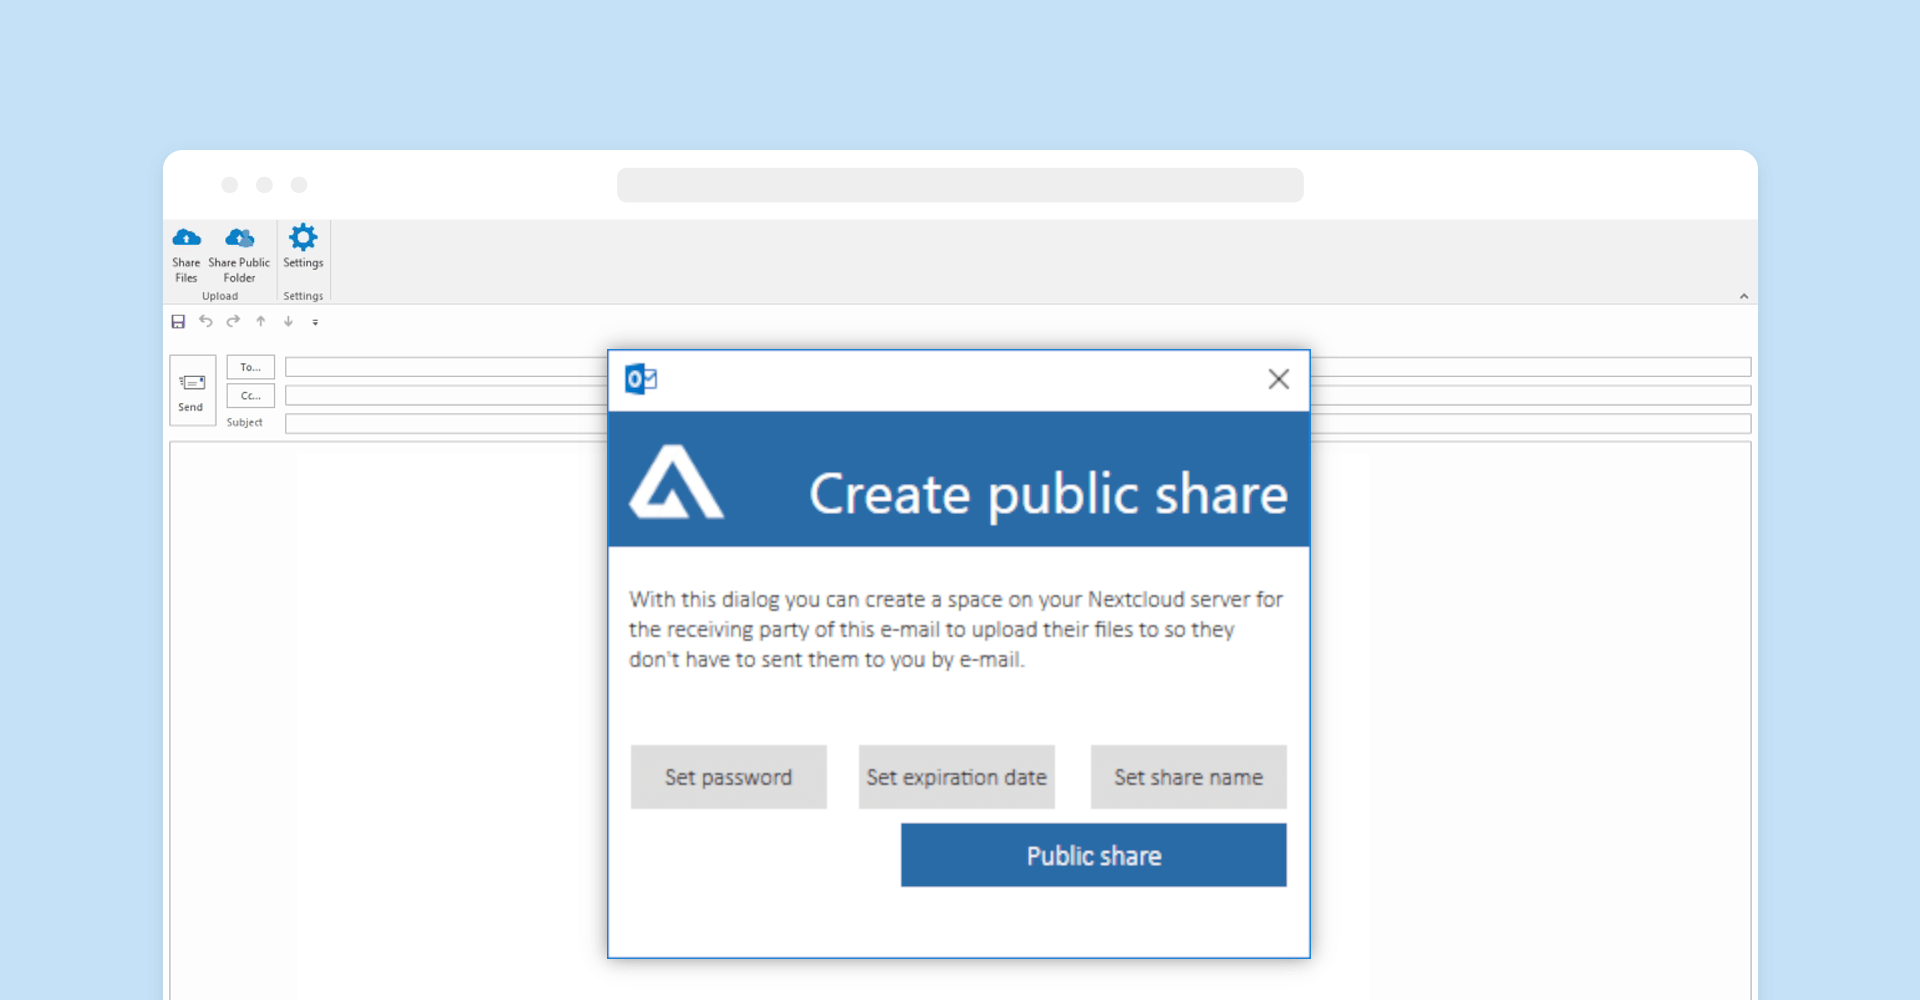 Share Files
Share Public Folder
Settings
Upload
Settings
Send
To...
Cc...
Subject
Create public share
With this dialog you can create a space on your Nextcloud server for
the receiving party of this e-mail to upload their files to so they
don't have to sent them to you by e-mail.
Set password
Set expiration date
Set share name
Public share